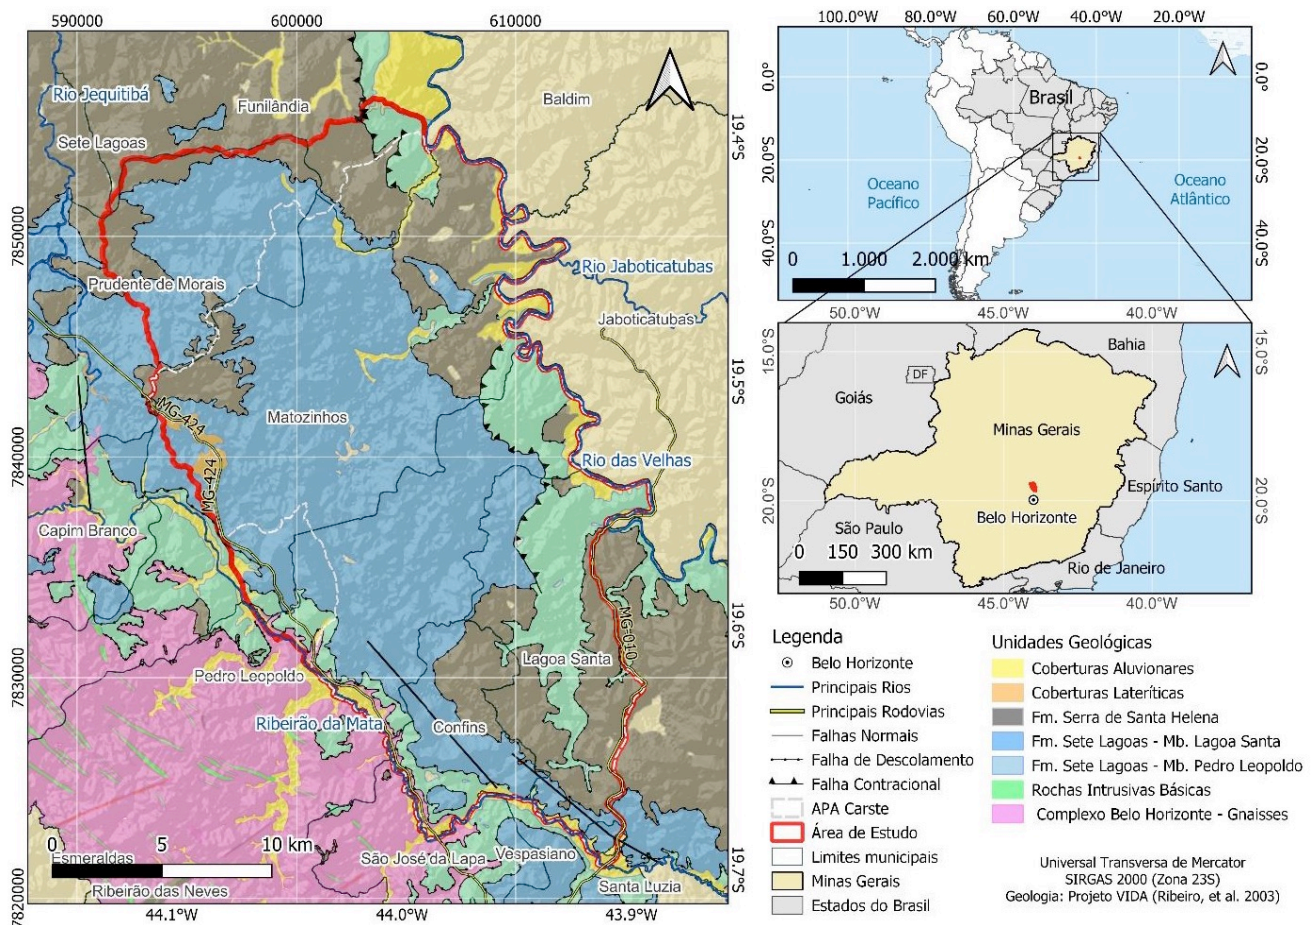 590000
600000
610000
7850000
7840000
7830000
7820000
19.4°S
19.5°S
19.6°S
19.7°S
44.1°W
44.0°W
43.9°W
Rio Jequitibá
Funilândia
Baldim
Sete Lagoas
Rio Jaboticatubas
Prudente de Morais
Jaboticatubas
MG-424
Matozinhos
MG-424
Rio das Velhas
Capim Branco
MG-010
Lagoa Santa
Pedro Leopoldo
Ribeirão da Mata
Confins
0 5 10 km
Esmeraldas
São José da Lapa
Vespasiano
Ribeirão das Neves
Santa Luzia
100.0°W
80.0°W
60.0°W
40.0°W
20.0°W
0.0°
20.0°S
40.0°S
0.0°
20.0°S
40.0°S
Brasil
Oceano
Pacífico
Oceano
Atlântico
0 1.000 2.000 km
50.0°W
45.0°W
40.0°W
15.0°S
20.0°S
15.0°S
20.0°S
Bahia
DF
Goiás
Minas Gerais
Espírito Santo
Belo Horizonte
São Paulo
0 150 300 km
Rio de Janeiro
50.0°W
45.0°W
40.0°W
Legenda
Belo Horizonte
Principais Rios
Principais Rodovias
Falhas Normais
Falha de Descolamento
Falha Contracional
APA Carste
Área de Estudo
Limites municipais
Minas Gerais
Estados do Brasil
Unidades Geológicas
Coberturas Aluvionares
Coberturas Lateríticas
Fm. Serra de Santa Helena
Fm. Sete Lagoas - Mb. Lagoa Santa
Fm. Sete Lagoas - Mb. Pedro Leopoldo
Rochas Intrusivas Básicas
Complexo Belo Horizonte - Gnaisses
Universal Transversa de Mercator
SIRGAS 2000 (Zona 23S)
Geologia: Projeto VIDA (Ribeiro, et al. 2003)